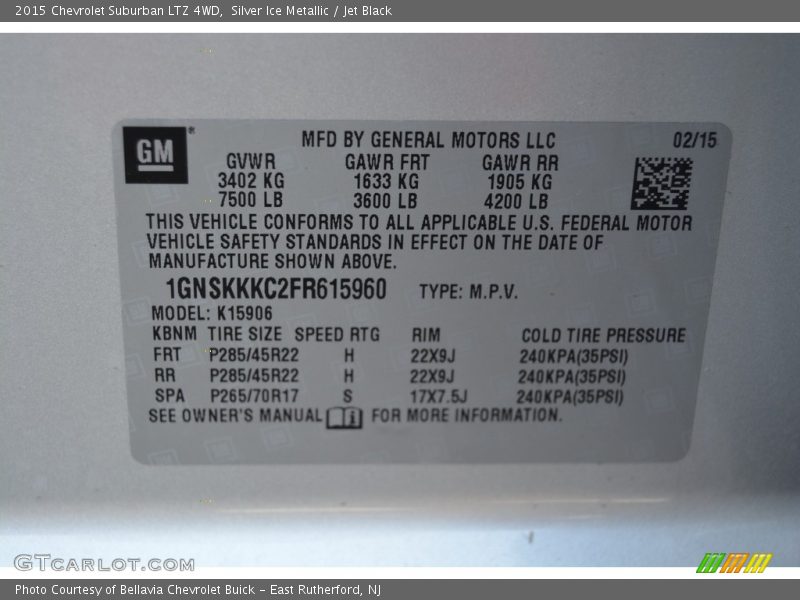 2015 Chevrolet Suburban LTZ 4WD, Silver Ice Metallic / Jet Black
GM® MFD BY GENERAL MOTORS LLC 02/15
GVWR GAWR FRT GAWR RR
3402 KG 1633 KG 1905 KG
7500 LB 3600 LB 4200 LB
THIS VEHICLE CONFORMS TO ALL APPLICABLE U.S. FEDERAL MOTOR
VEHICLE SAFETY STANDARDS IN EFFECT ON THE DATE OF
MANUFACTURE SHOWN ABOVE.
1GNSKKKC2FR615960 TYPE: M.P.V.
MODEL: K15906
KBNM TIRE SIZE SPEED RTG RIM COLD TIRE PRESSURE
FRT P285/45R22 H 22X9J 240KPA(35PSI)
RR P285/45R22 H 22X9J 240KPA(35PSI)
SPA P265/70R17 S 17X7.5J 240KPA(35PSI)
SEE OWNER'S MANUAL FOR MORE INFORMATION.
GTCARLOT.COM
Photo Courtesy of Bellavia Chevrolet Buick – East Rutherford, NJ